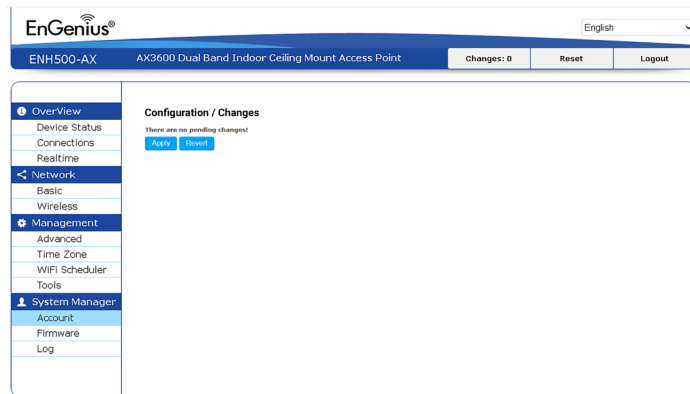 EnGenius®
English
ENH500-AX
AX3600 Dual Band Indoor Ceiling Mount Access Point
Changes: 0
Reset
Logout
OverView
Device Status
Connections
Realtime
Network
Basic
Wireless
Management
Advanced
Time Zone
WiFi Scheduler
Tools
System Manager
Account
Firmware
Log
Configuration / Changes
There are no pending changes!
Apply
Revert